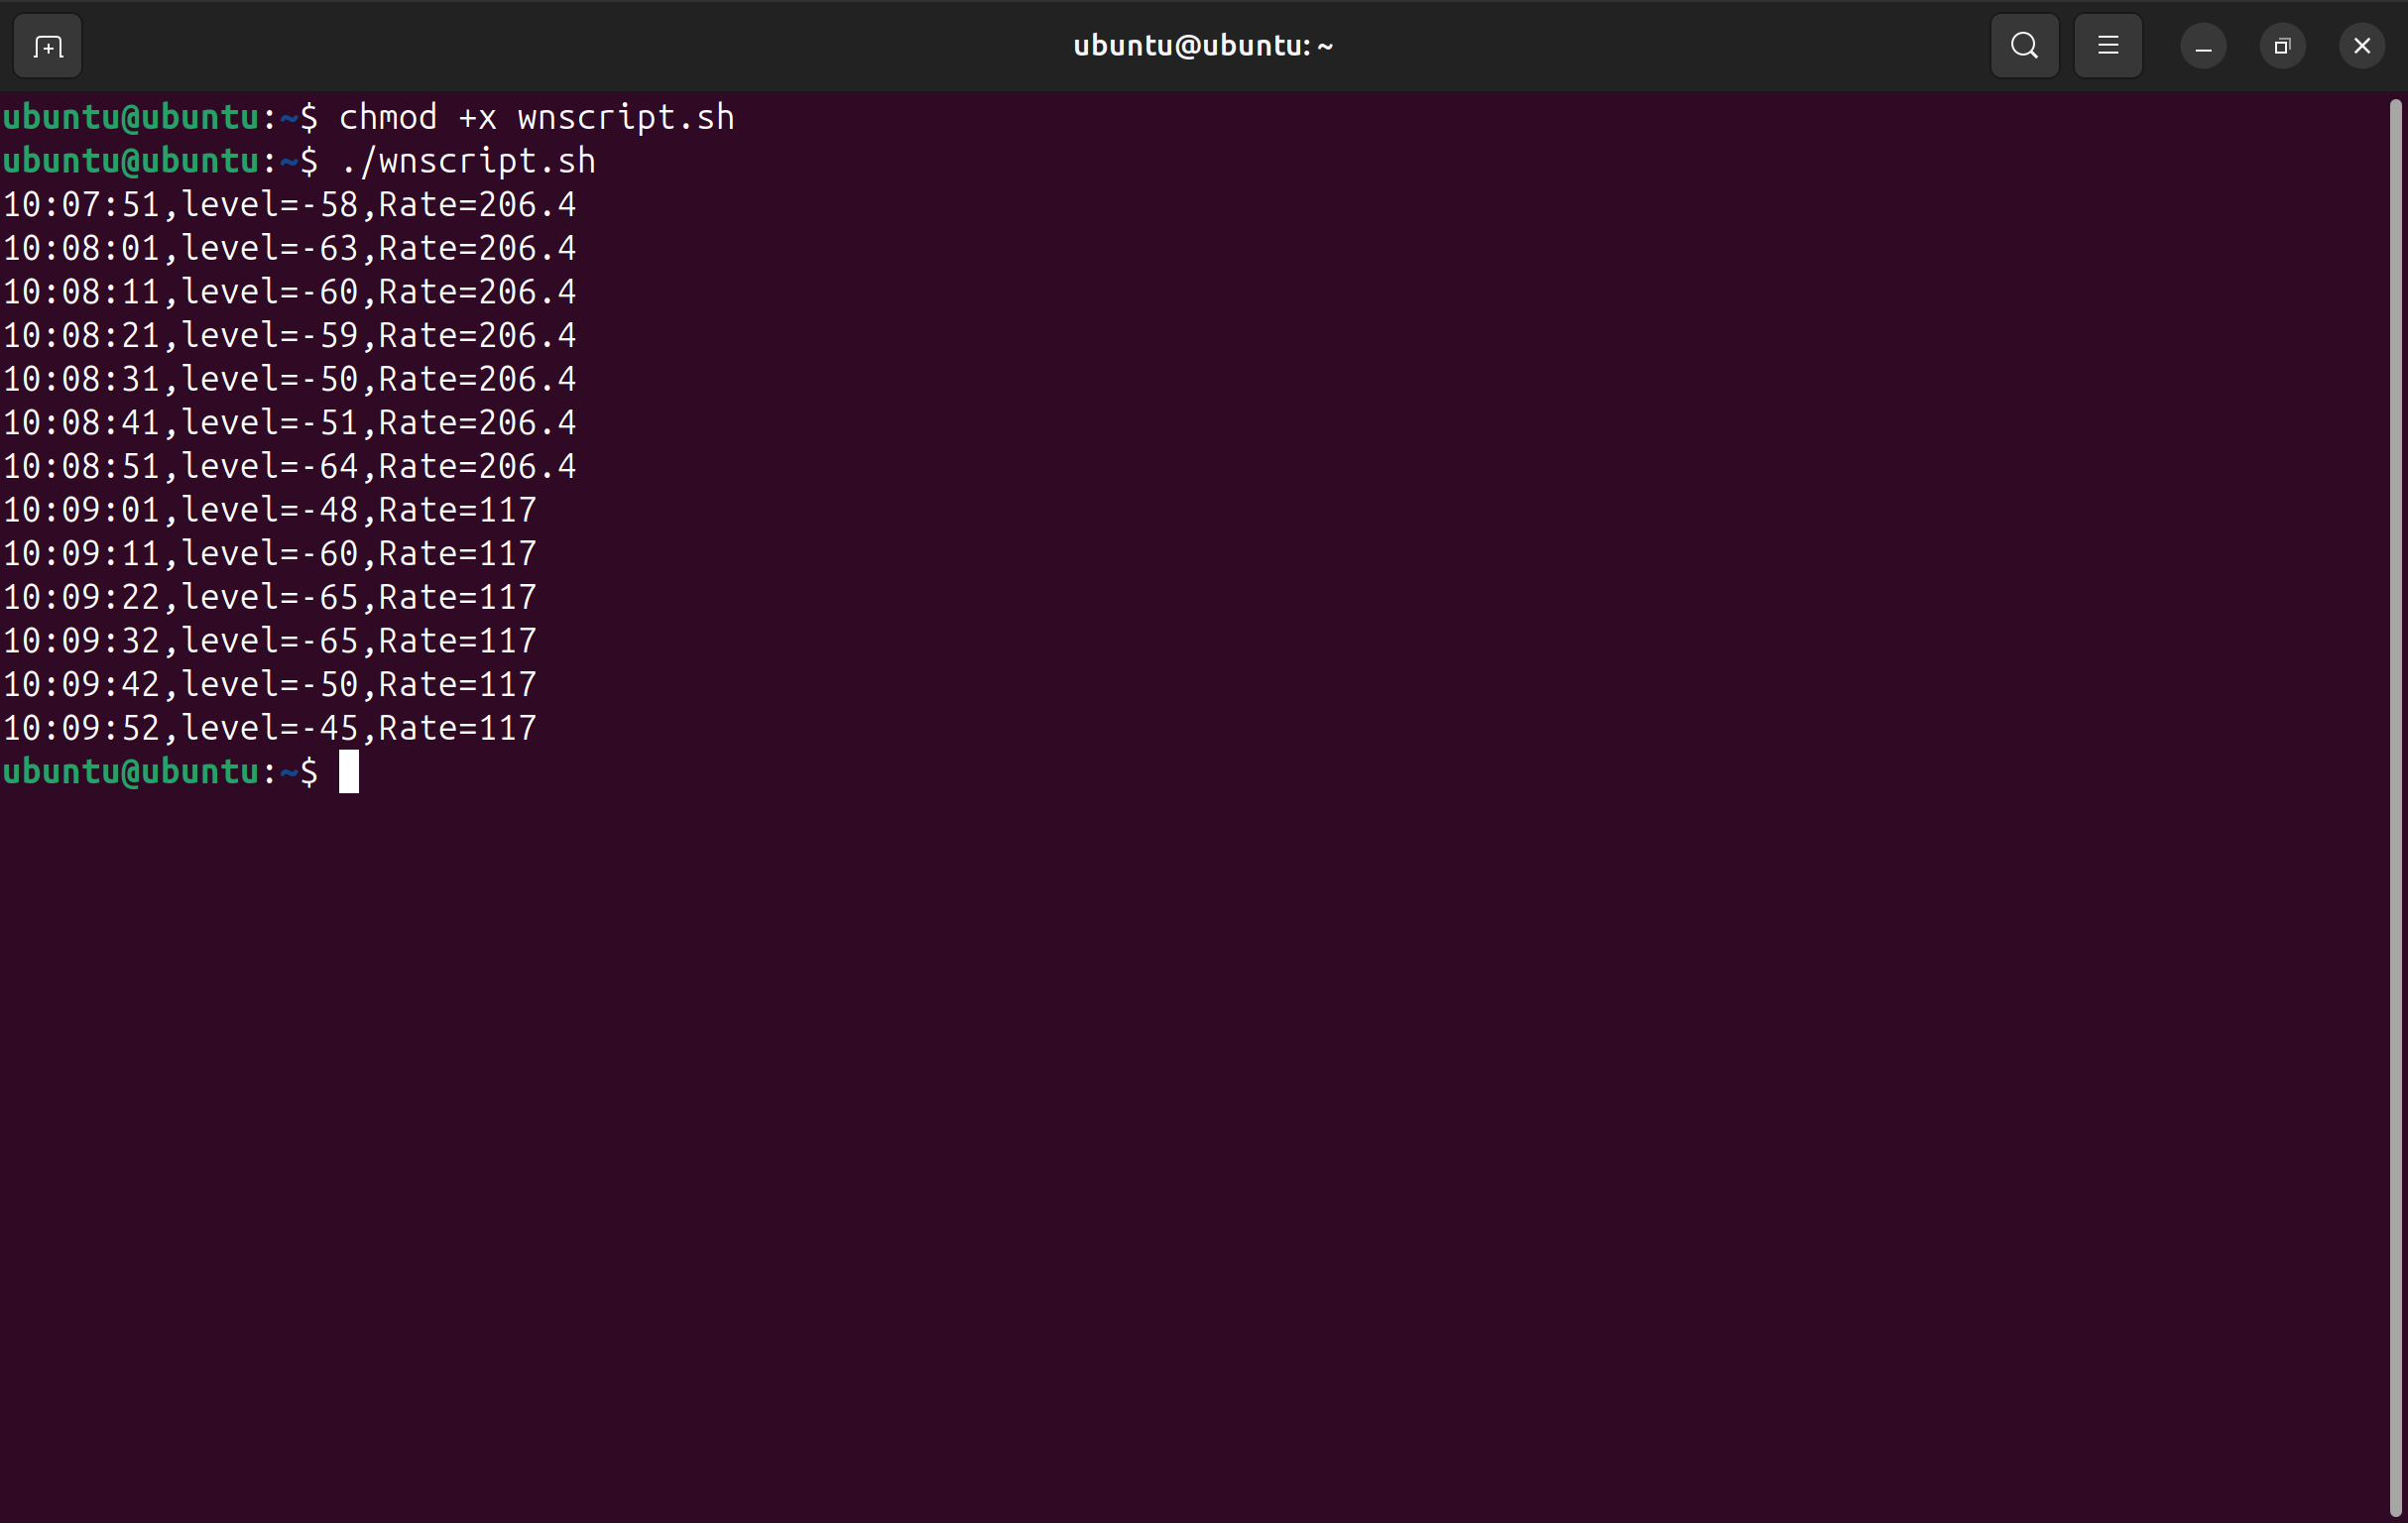 ubuntu@ubuntu: ~
ubuntu@ubuntu:~$ chmod +x wnscript.sh
ubuntu@ubuntu:~$ ./wnscript.sh
10:07:51,level=-58,Rate=206.4
10:08:01,level=-63,Rate=206.4
10:08:11,level=-60,Rate=206.4
10:08:21,level=-59,Rate=206.4
10:08:31,level=-50,Rate=206.4
10:08:41,level=-51,Rate=206.4
10:08:51,level=-64,Rate=206.4
10:09:01,level=-48,Rate=117
10:09:11,level=-60,Rate=117
10:09:22,level=-65,Rate=117
10:09:32,level=-65,Rate=117
10:09:42,level=-50,Rate=117
10:09:52,level=-45,Rate=117
ubuntu@ubuntu:~$